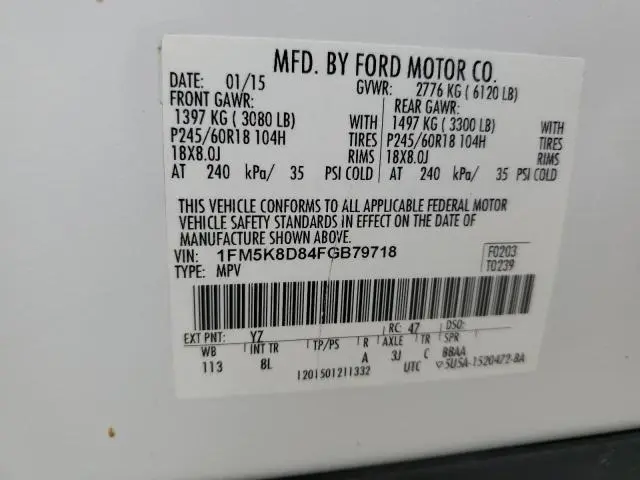 MFD. BY FORD MOTOR CO.
DATE: 01/15 GVWR: 2776 KG ( 6120 LB)
FRONT GAWR: REAR GAWR:
1397 KG ( 3080 LB) WITH 1497 KG ( 3300 LB) WITH
P245/60R18 104H TIRES P245/60R18 104H TIRES
18X8.0J RIMS 18X8.0J RIMS
AT 240 kPa/ 35 PSI COLD AT 240 kPa/ 35 PSI COLD
THIS VEHICLE CONFORMS TO ALL APPLICABLE FEDERAL MOTOR
VEHICLE SAFETY STANDARDS IN EFFECT ON THE DATE OF
MANUFACTURE SHOWN ABOVE.
VIN: 1FM5K8D84FGB79718 F0203
TYPE: MPV T0239
EXT PNT: YZ RC: 47 DSO:
WB INT TR TP/PS R AXLE TR SPR
113 8L A 3J C BBAA
1201501211332 UTC ▽5USA-1520472-BA